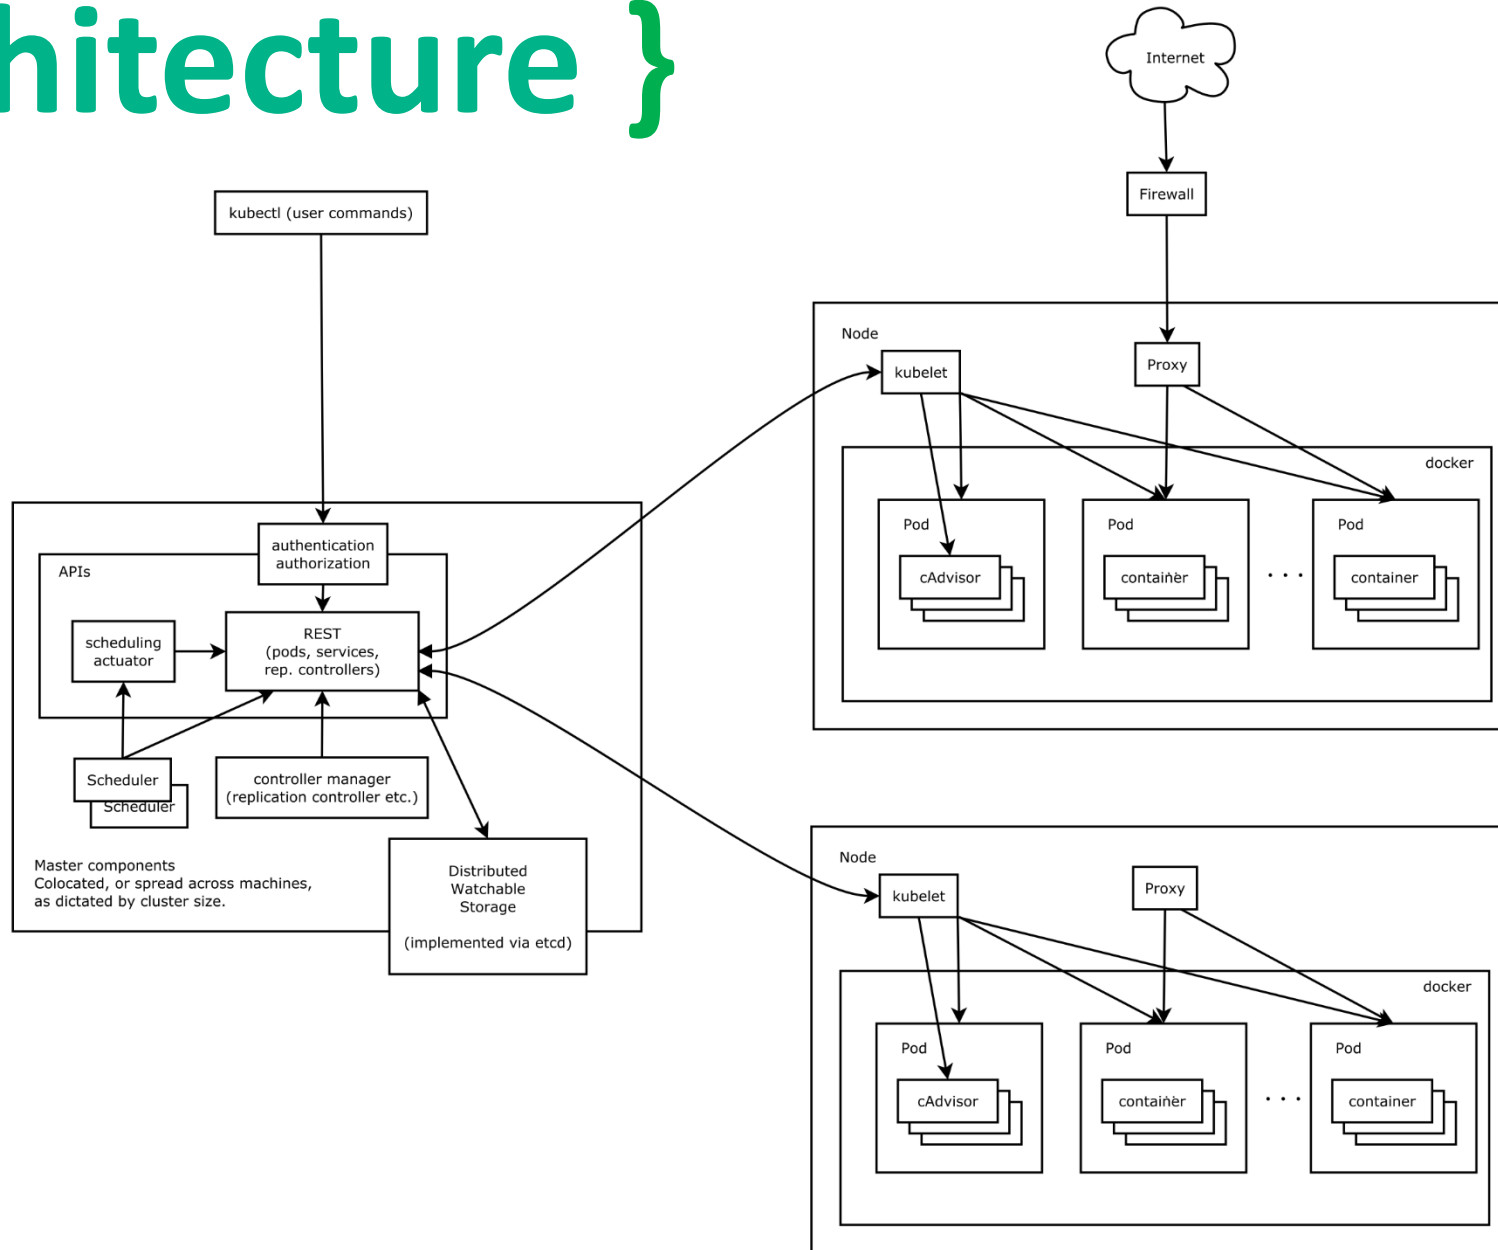 hitecture }
Internet
Firewall
kubectl (user commands)
Node
kubelet
Proxy
docker
Pod
cAdvisor
Pod
container
. . .
Pod
container
authentication
authorization
APIs
scheduling
actuator
REST
(pods, services,
rep. controllers)
Scheduler
Scheduler
controller manager
(replication controller etc.)
Master components
Colocated, or spread across machines,
as dictated by cluster size.
Distributed
Watchable
Storage
(implemented via etcd)
Node
kubelet
Proxy
docker
Pod
cAdvisor
Pod
container
. . .
Pod
container